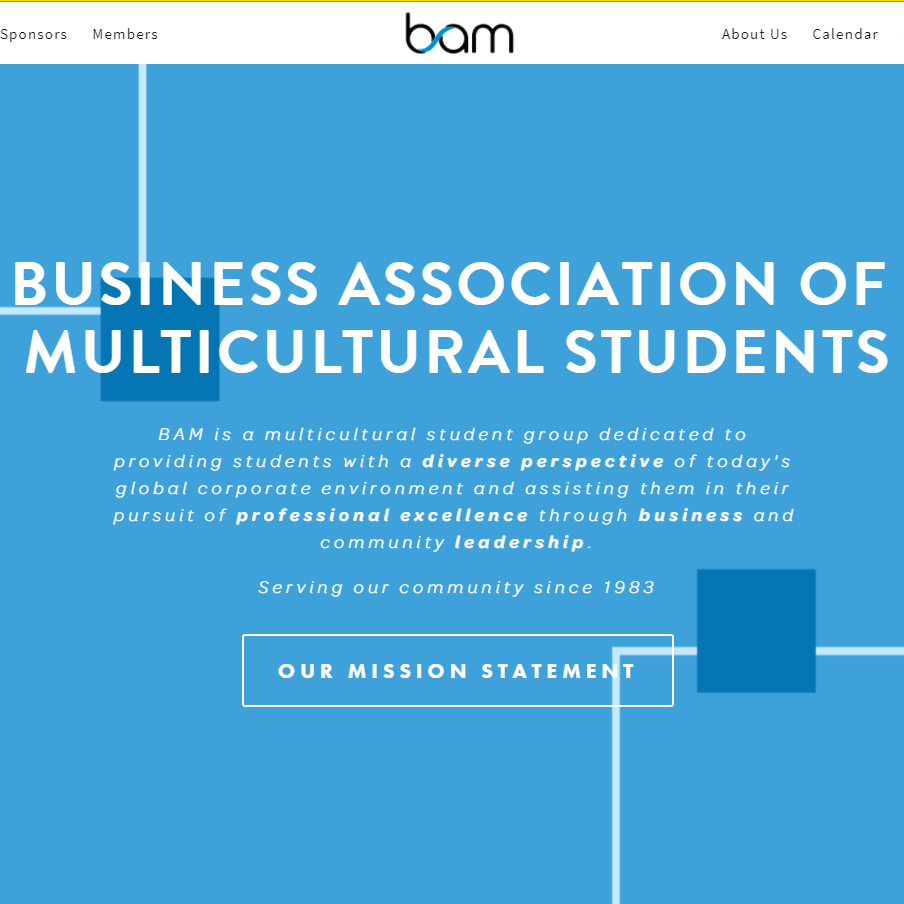 Sponsors Members bam About Us Calendar
BUSINESS ASSOCIATION OF
MULTICULTURAL STUDENTS
BAM is a multicultural student group dedicated to
providing students with a diverse perspective of today's
global corporate environment and assisting them in their
pursuit of professional excellence through business and
community leadership.
Serving our community since 1983
OUR MISSION STATEMENT